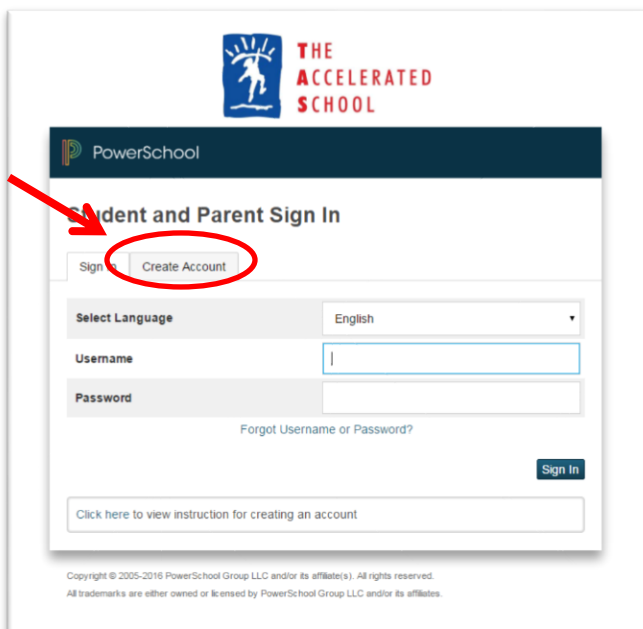 THE
ACCELERATED
SCHOOL
PowerSchool
Student and Parent Sign In
Sign In
Create Account
Select Language
English
Username
Password
Forgot Username or Password?
Sign In
Click here to view instruction for creating an account
Copyright © 2005-2016 PowerSchool Group LLC and/or its affiliate(s). All rights reserved.
All trademarks are either owned or licensed by PowerSchool Group LLC and/or its affiliates.